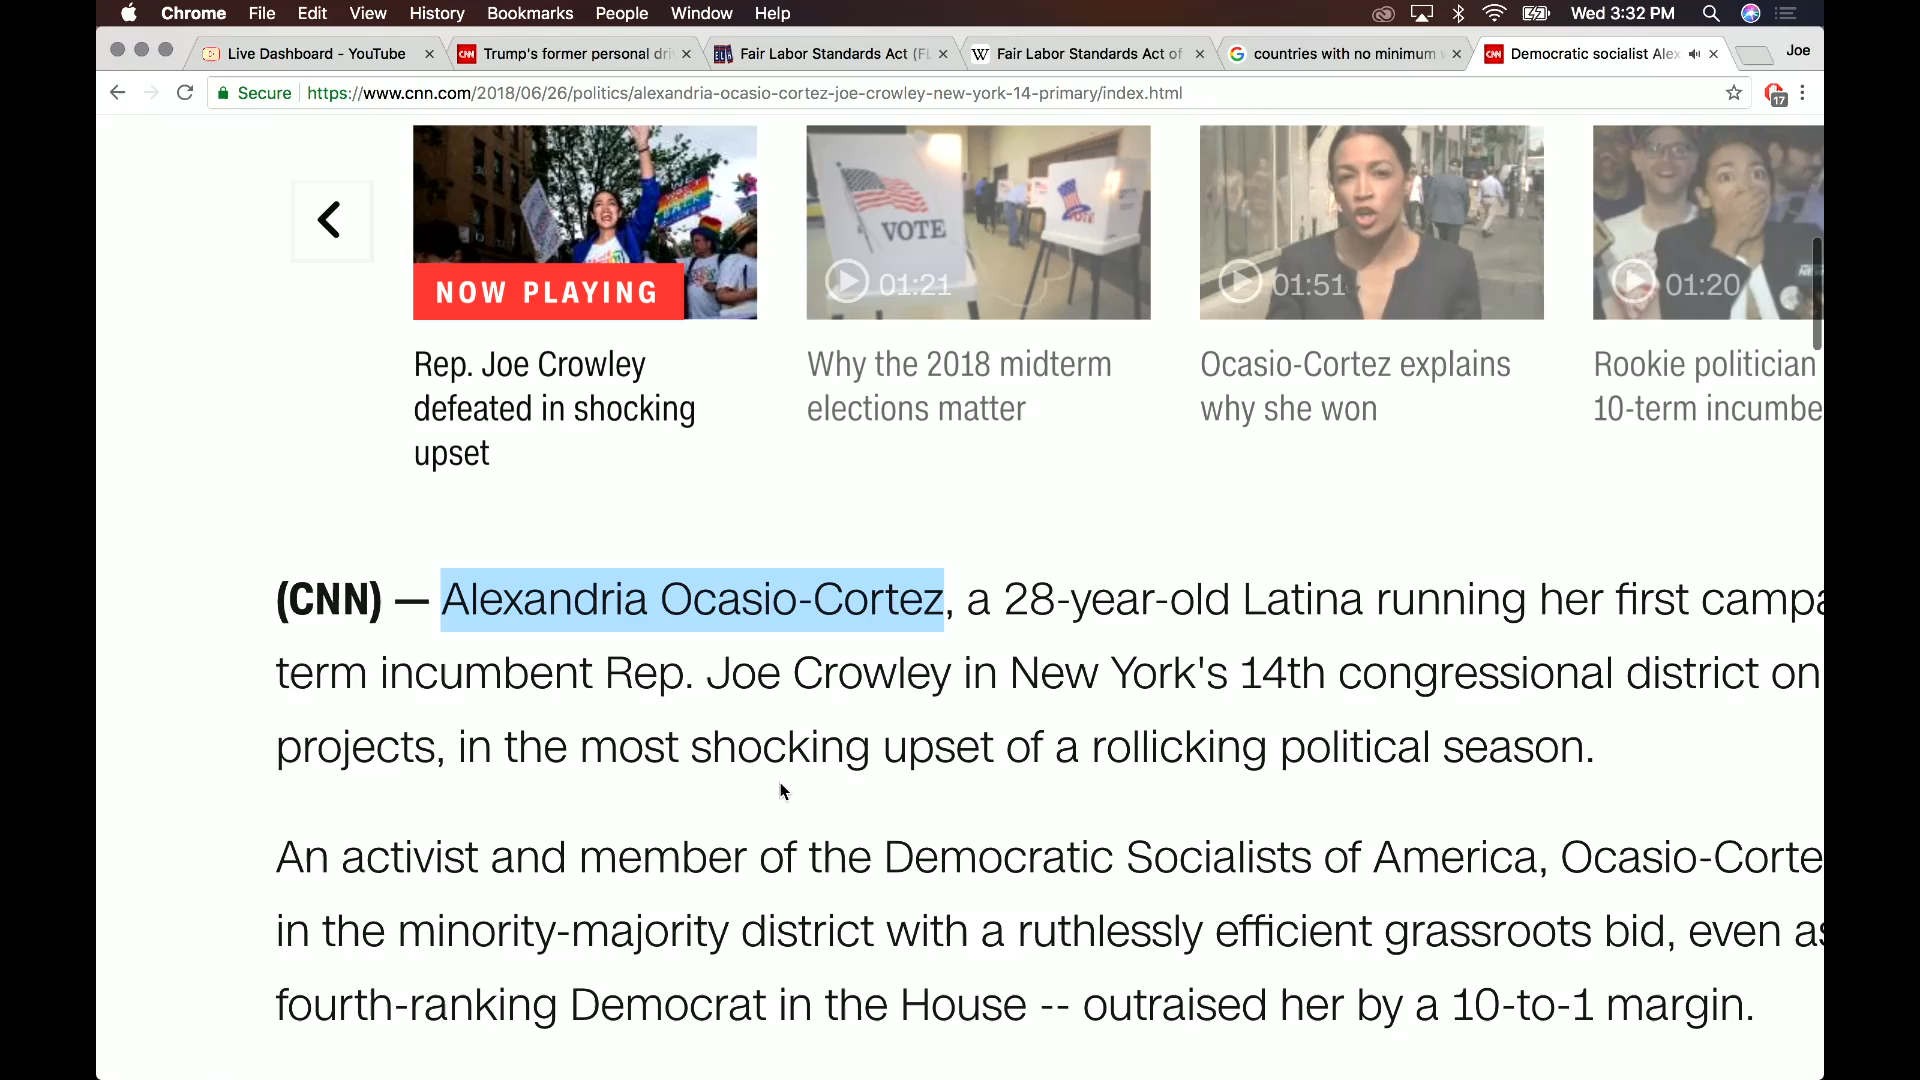 Chrome File Edit View History Bookmarks People Window Help Wed 3:32 PM
Live Dashboard - YouTube
CNN Trump's former personal dri
Fair Labor Standards Act (FL
W Fair Labor Standards Act of
G countries with no minimum w
CNN Democratic socialist Alex
Joe
Secure https://www.cnn.com/2018/06/26/politics/alexandria-ocasio-cortez-joe-crowley-new-york-14-primary/index.html
17
VOTE
NOW PLAYING
01:21
01:51
01:20
Rep. Joe Crowley
defeated in shocking
upset
Why the 2018 midterm
elections matter
Ocasio-Cortez explains
why she won
Rookie politician
10-term incumbe
(CNN) — Alexandria Ocasio-Cortez, a 28-year-old Latina running her first campa
term incumbent Rep. Joe Crowley in New York's 14th congressional district on
projects, in the most shocking upset of a rollicking political season.
An activist and member of the Democratic Socialists of America, Ocasio-Corte
in the minority-majority district with a ruthlessly efficient grassroots bid, even as
fourth-ranking Democrat in the House -- outraised her by a 10-to-1 margin.